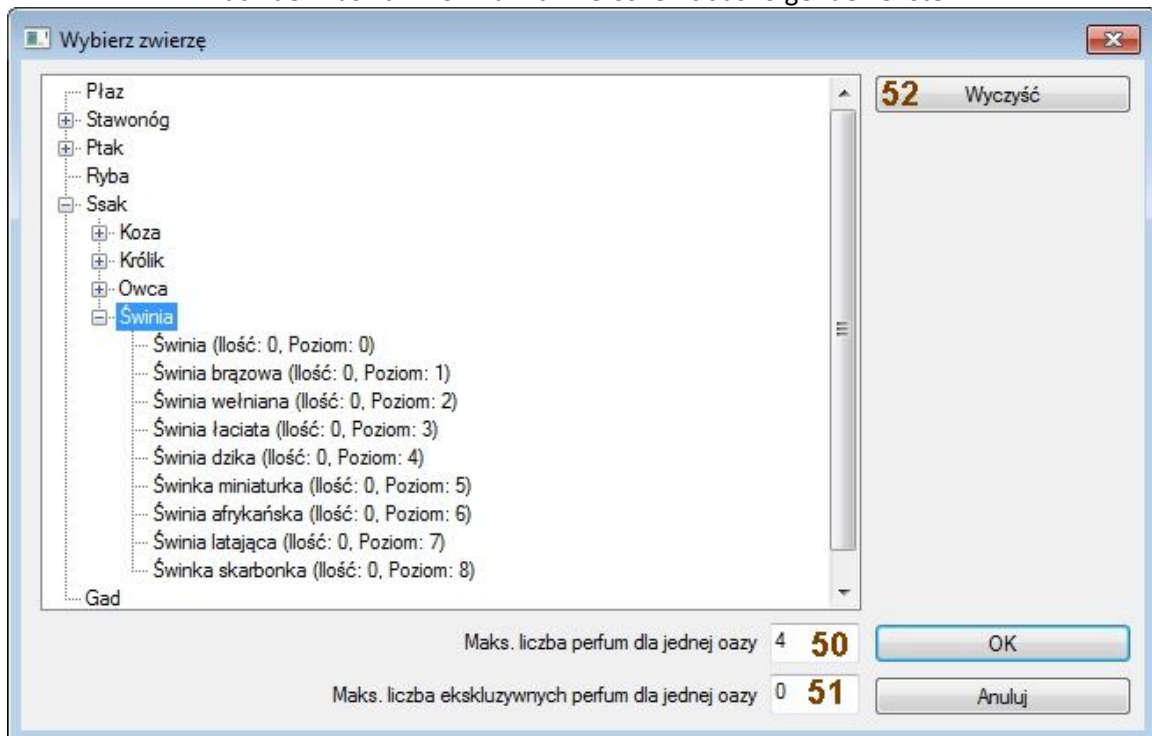 Wybierz zwierzę
Płaz
Stawonóg
Ptak
Ryba
Ssak
Koza
Królik
Owca
Świnia
Świnia (Ilość: 0, Poziom: 0)
Świnia brązowa (Ilość: 0, Poziom: 1)
Świnia wełniana (Ilość: 0, Poziom: 2)
Świnia łaciata (Ilość: 0, Poziom: 3)
Świnia dzika (Ilość: 0, Poziom: 4)
Świnka miniaturka (Ilość: 0, Poziom: 5)
Świnia afrykańska (Ilość: 0, Poziom: 6)
Świnia latająca (Ilość: 0, Poziom: 7)
Świnka skarbonka (Ilość: 0, Poziom: 8)
Gad
52 Wyczyść
Maks. liczba perfum dla jednej oazy 4 50 OK
Maks. liczba ekskluzywnych perfum dla jednej oazy 0 51 Anuluj